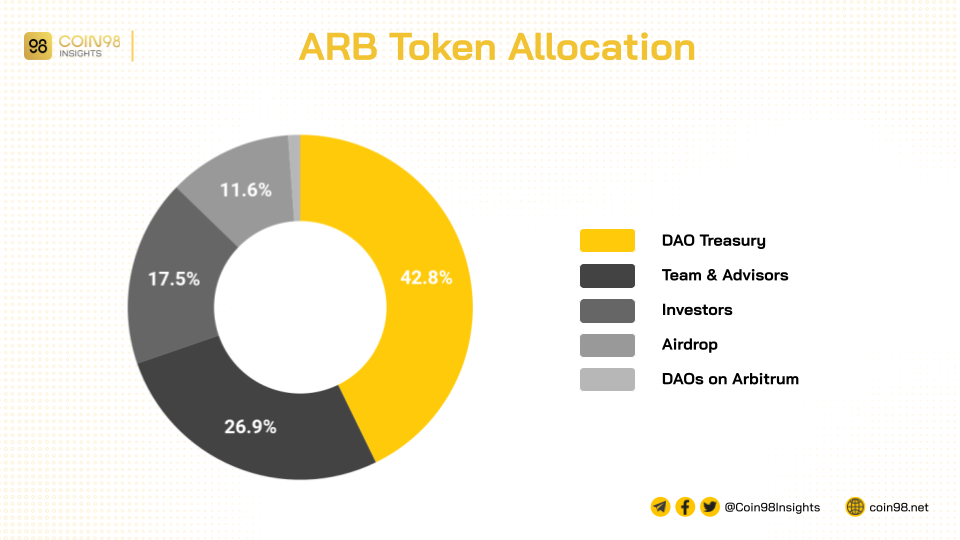 98
COIN98
INSIGHTS
ARB Token Allocation
11.6%
17.5%
42.8%
26.9%
DAO Treasury
Team & Advisors
Investors
Airdrop
DAOs on Arbitrum
@Coin98Insights
coin98.net